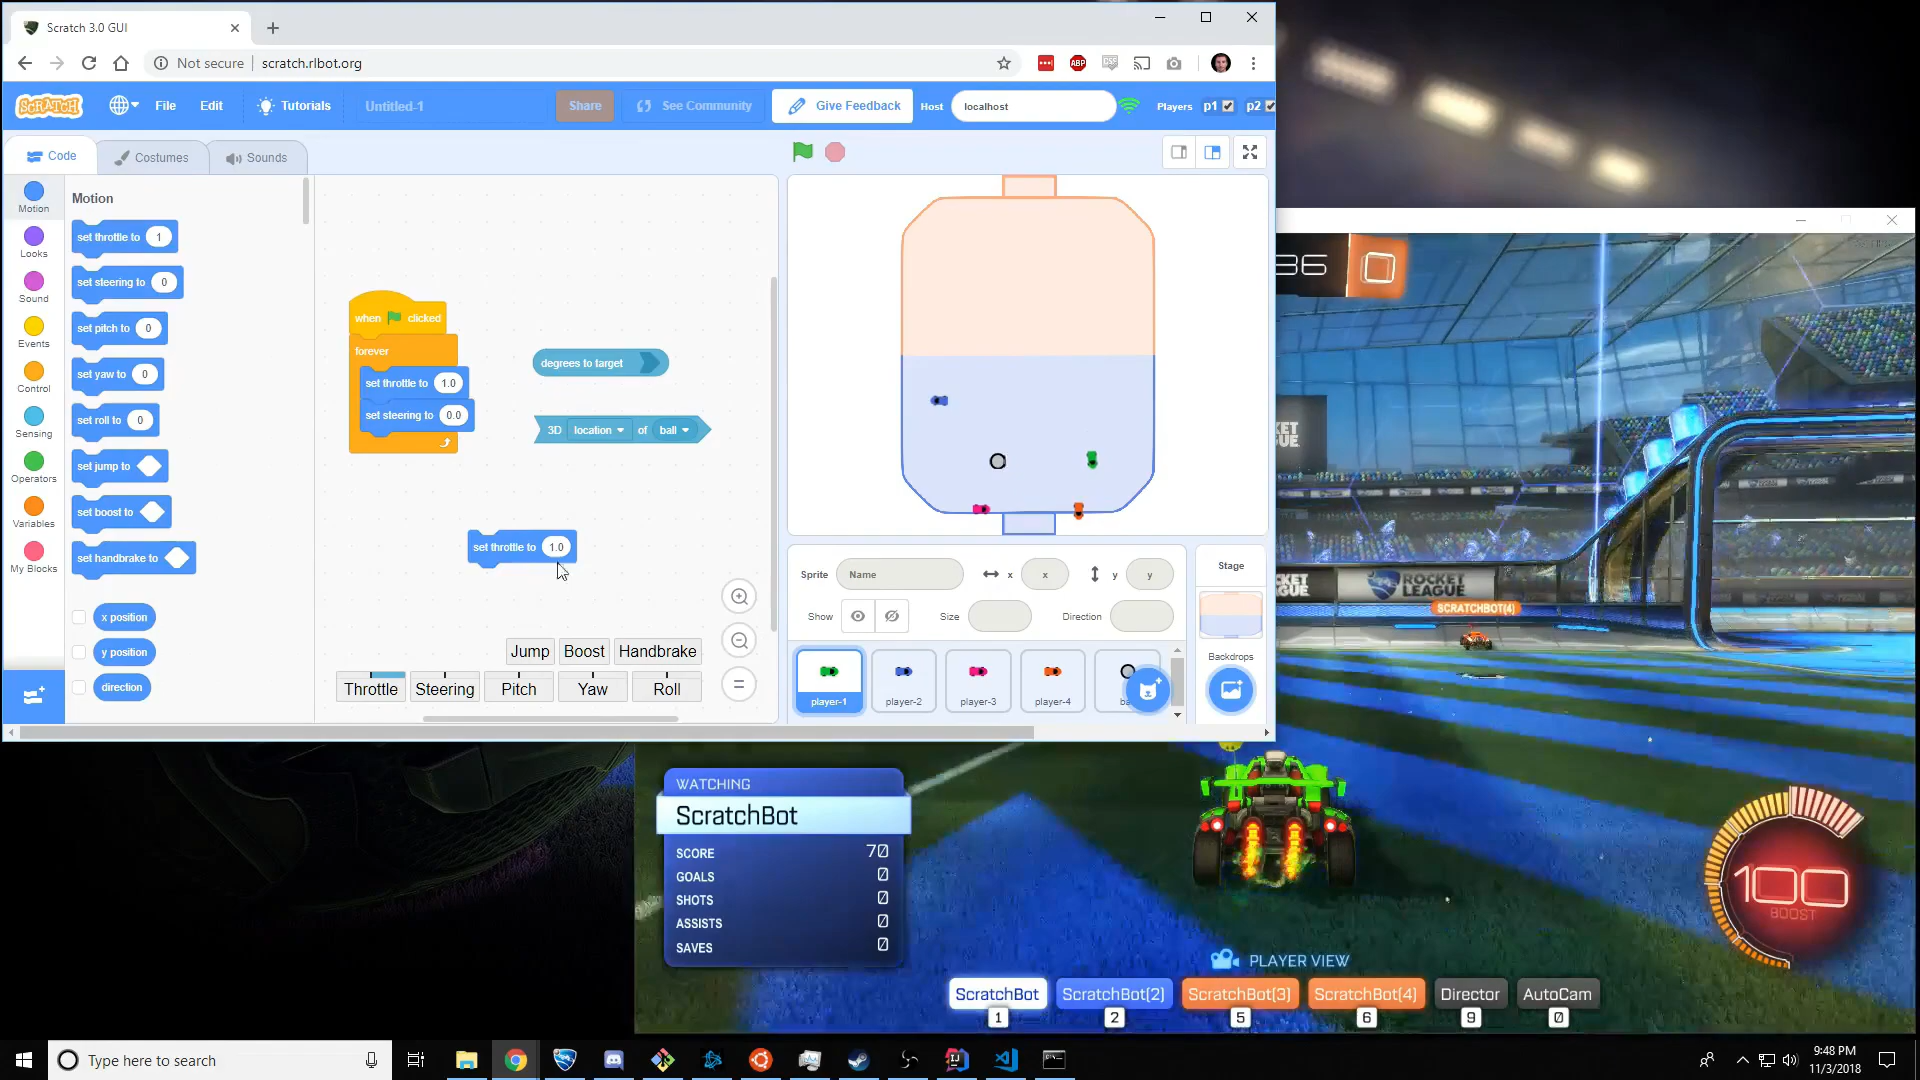 Scratch 3.0 GUI
Not secure
scratch.rlbot.org
ABP
CSS
SCRATCH
File
Edit
Tutorials
Untitled-1
Share
See Community
Give Feedback
Host
localhost
Players
p1
p2
Code
Costumes
Sounds
Motion
Looks
Sound
Events
Control
Sensing
Operators
Variables
My Blocks
Motion
set throttle to 1
set steering to 0
set pitch to 0
set yaw to 0
set roll to 0
set jump to
set boost to
set handbrake to
x position
y position
direction
when clicked
forever
set throttle to 1.0
set steering to 0.0
degrees to target
3D location of ball
set throttle to 1.0
Jump
Boost
Handbrake
Throttle
Steering
Pitch
Yaw
Roll
Sprite
Name
x
x
y
y
Show
Size
Direction
player-1
player-2
player-3
player-4
Stage
Backdrops
ROCKET
LEAGUE
SCRATCHBOT(4)
WATCHING
ScratchBot
SCORE 70
GOALS 0
SHOTS 0
ASSISTS 0
SAVES 0
100
BOOST
PLAYER VIEW
ScratchBot
ScratchBot(2)
ScratchBot(3)
ScratchBot(4)
Director
AutoCam
1
2
5
6
9
0
Type here to search
9:48 PM
11/3/2018